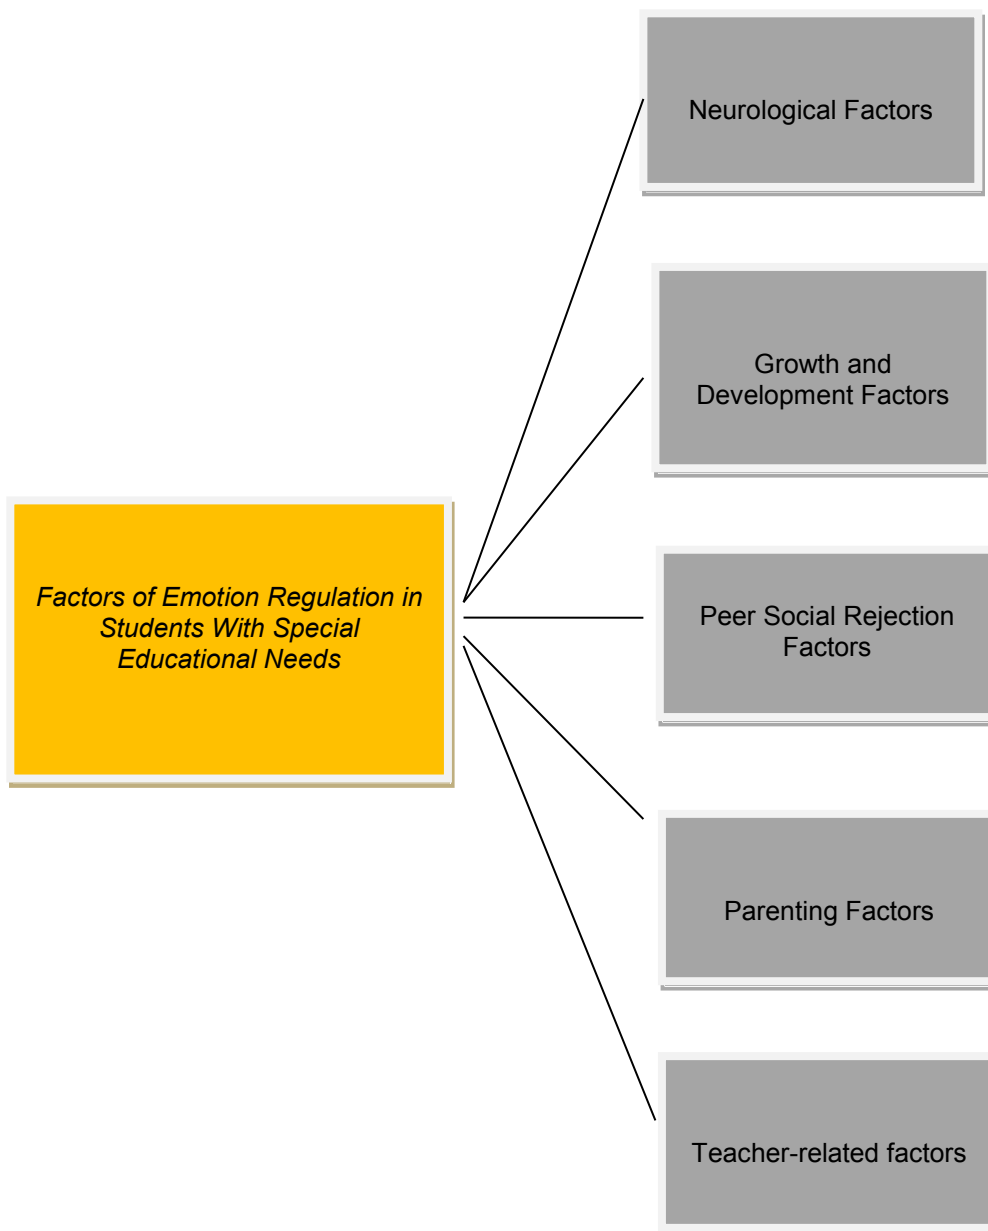 Neurological Factors
Growth and
Development Factors
Factors of Emotion Regulation in
Students With Special
Educational Needs
Peer Social Rejection
Factors
Parenting Factors
Teacher-related factors